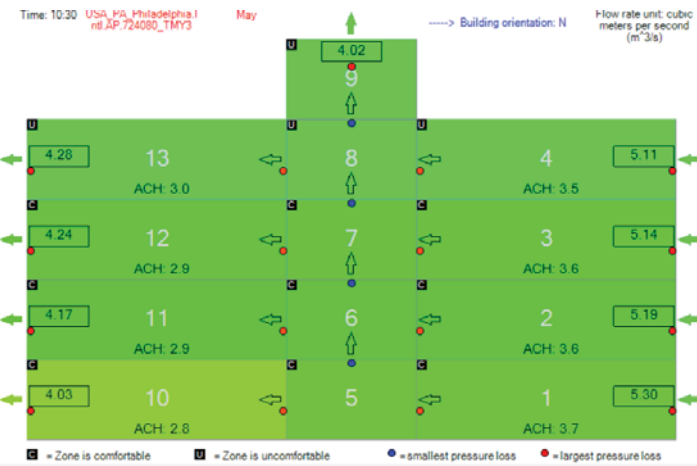 Time: 10:30 USA_PA_Philadelphia.I May -----> Building orientation: N Flow rate unit: cubic
ntl.AP.724080_TMY3 meters per second
(m^3/s)
U 4.02
9
U U U
4.28 13 8 4 5.11
ACH: 3.0 ACH: 3.5
C C C
4.24 12 7 3 5.14
ACH: 2.9 ACH: 3.6
C C C
4.17 11 6 2 5.19
ACH: 2.9 ACH: 3.6
C C C
4.03 10 5 1 5.30
ACH: 2.8 ACH: 3.7
C = Zone is comfortable U = Zone is uncomfortable =smallest pressure loss =largest pressure loss